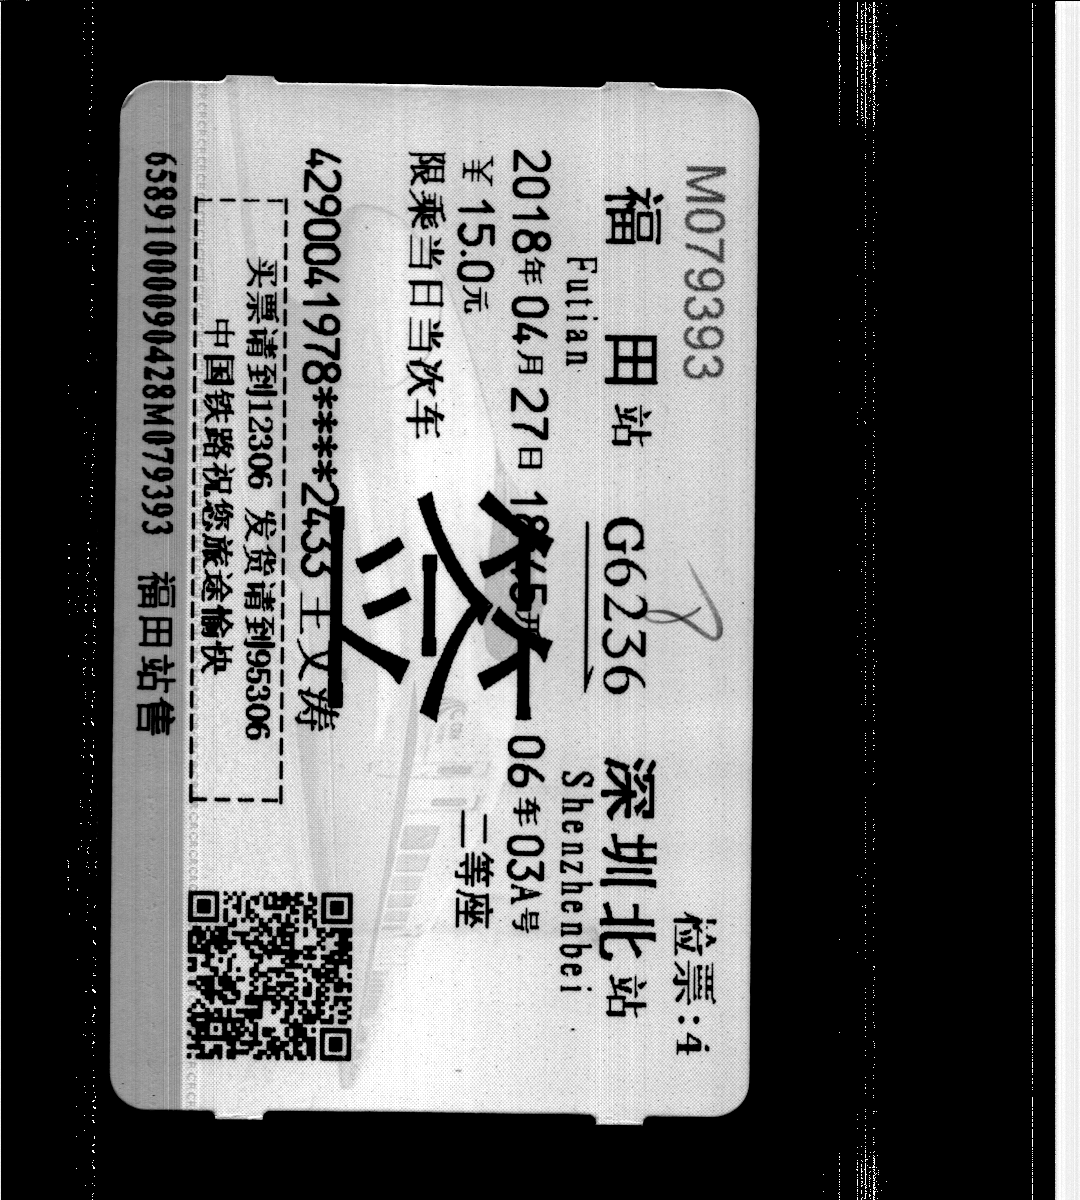 M079393 检票:4
福田站 G6236 深圳北站
Futian Shenzhenbei
2018年04月27日 06车03A号
¥15.0元 二等座
限乘当日当次车
4290041978****2433 王文涛
买票请到12306 发货请到95306
中国铁路祝您旅途愉快
65891000090428M079393 福田站售